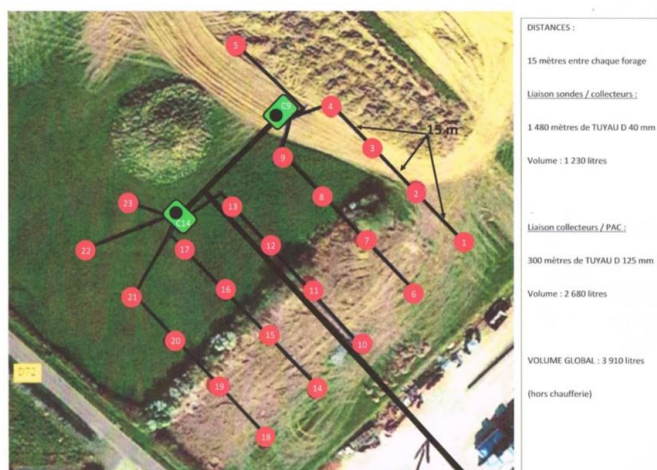 5
C9
4
15 m
3
9
2
8
23
13
C14
22
17
12
7
1
21
16
11
6
20
15
10
19
14
18
D72
DISTANCES :
15 mètres entre chaque forage
Liaison sondes / collecteurs :
1 480 mètres de TUYAU D 40 mm
Volume : 1 230 litres
Liaison collecteurs / PAC :
300 mètres de TUYAU D 125 mm
Volume : 2 680 litres
VOLUME GLOBAL : 3 910 litres
(hors chaufferie)